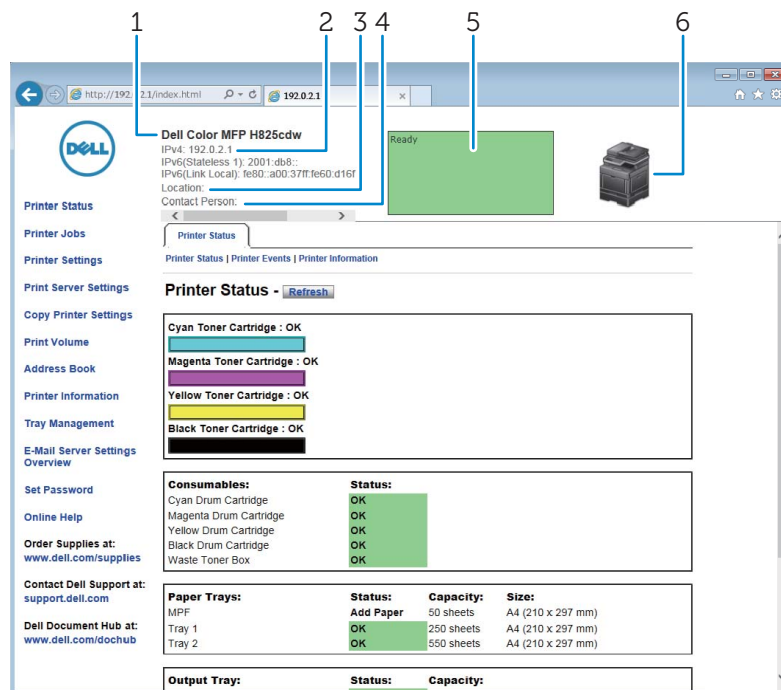 1 2 3 4 5 6
http://192. .2.1/index.html
192.0.2.1
DELL
Dell Color MFP H825cdw
IPv4: 192.0.2.1
IPv6(Stateless 1): 2001:db8::
IPv6(Link Local): fe80::a00:37ff:fe60:d16f
Location:
Contact Person:
Ready
Printer Status
Printer Jobs
Printer Settings
Print Server Settings
Copy Printer Settings
Print Volume
Address Book
Printer Information
Tray Management
E-Mail Server Settings
Overview
Set Password
Online Help
Order Supplies at:
www.dell.com/supplies
Contact Dell Support at:
support.dell.com
Dell Document Hub at:
www.dell.com/dochub
Printer Status
Printer Status | Printer Events | Printer Information
Printer Status - Refresh
Cyan Toner Cartridge : OK
Magenta Toner Cartridge : OK
Yellow Toner Cartridge : OK
Black Toner Cartridge : OK
Consumables: Status:
Cyan Drum Cartridge OK
Magenta Drum Cartridge OK
Yellow Drum Cartridge OK
Black Drum Cartridge OK
Waste Toner Box OK
Paper Trays: Status: Capacity: Size:
MPF Add Paper 50 sheets A4 (210 x 297 mm)
Tray 1 OK 250 sheets A4 (210 x 297 mm)
Tray 2 OK 550 sheets A4 (210 x 297 mm)
Output Tray: Status: Capacity: